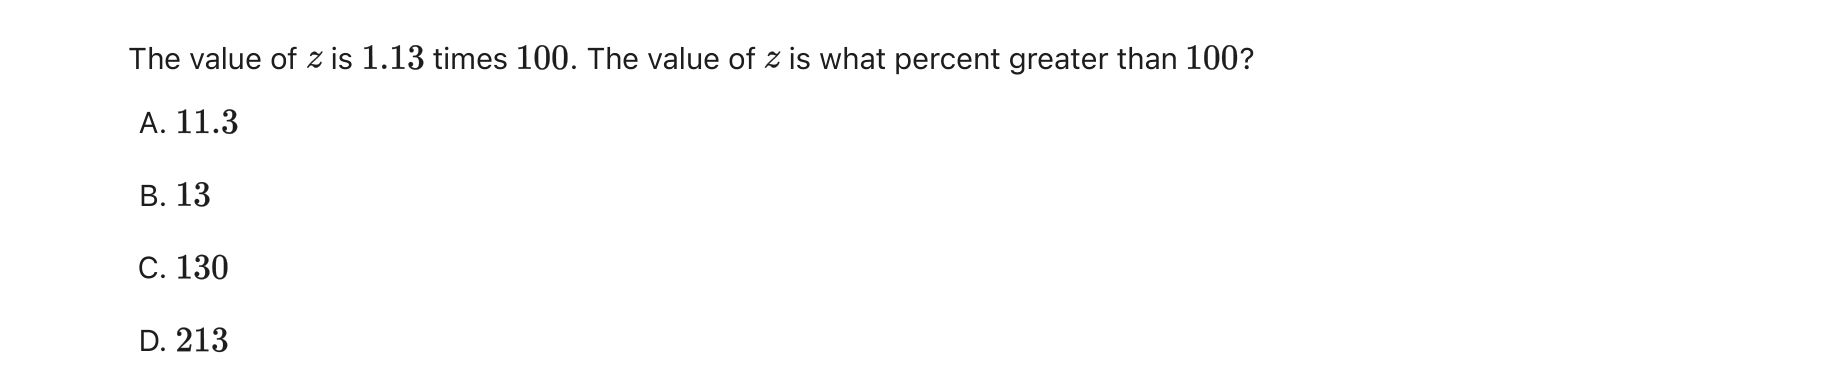 The value of z is 1.13 times 100. The value of z is what percent greater than 100?
A. 11.3
B. 13
C. 130
D. 213